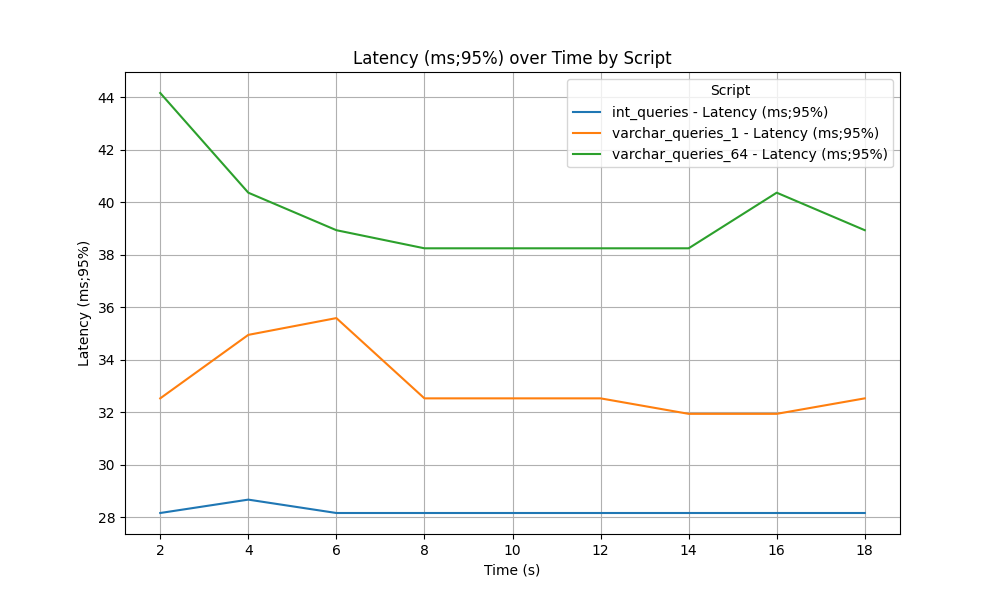 Latency (ms;95%) over Time by Script
Script
int_queries - Latency (ms;95%)
varchar_queries_1 - Latency (ms;95%)
varchar_queries_64 - Latency (ms;95%)
Latency (ms;95%)
44
42
40
38
36
34
32
30
28
2 4 6 8 10 12 14 16 18
Time (s)